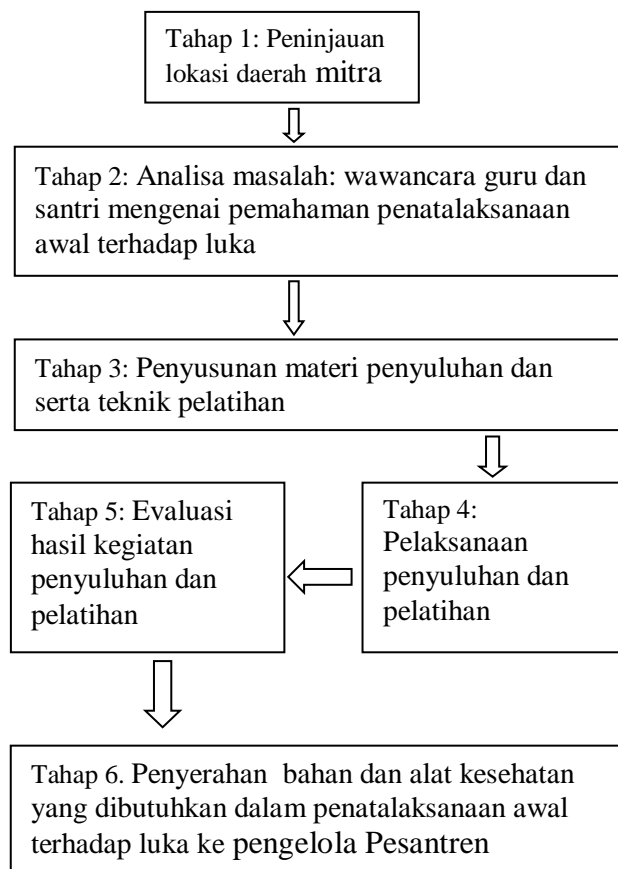 Tahap 1: Peninjauan
lokasi daerah mitra
Tahap 2: Analisa masalah: wawancara guru dan
santri mengenai pemahaman penatalaksanaan
awal terhadap luka
Tahap 3: Penyusunan materi penyuluhan dan
serta teknik pelatihan
Tahap 4:
Pelaksanaan
penyuluhan dan
pelatihan
Tahap 5: Evaluasi
hasil kegiatan
penyuluhan dan
pelatihan
Tahap 6. Penyerahan bahan dan alat kesehatan
yang dibutuhkan dalam penatalaksanaan awal
terhadap luka ke pengelola Pesantren